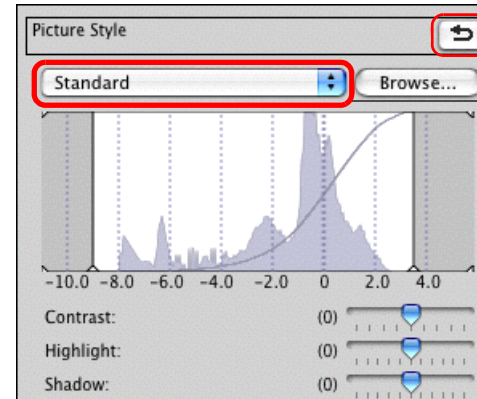 Picture Style
Standard Browse...
-10.0 -8.0 -6.0 -4.0 -2.0 0 2.0 4.0
Contrast: (0)
Highlight: (0)
Shadow: (0)